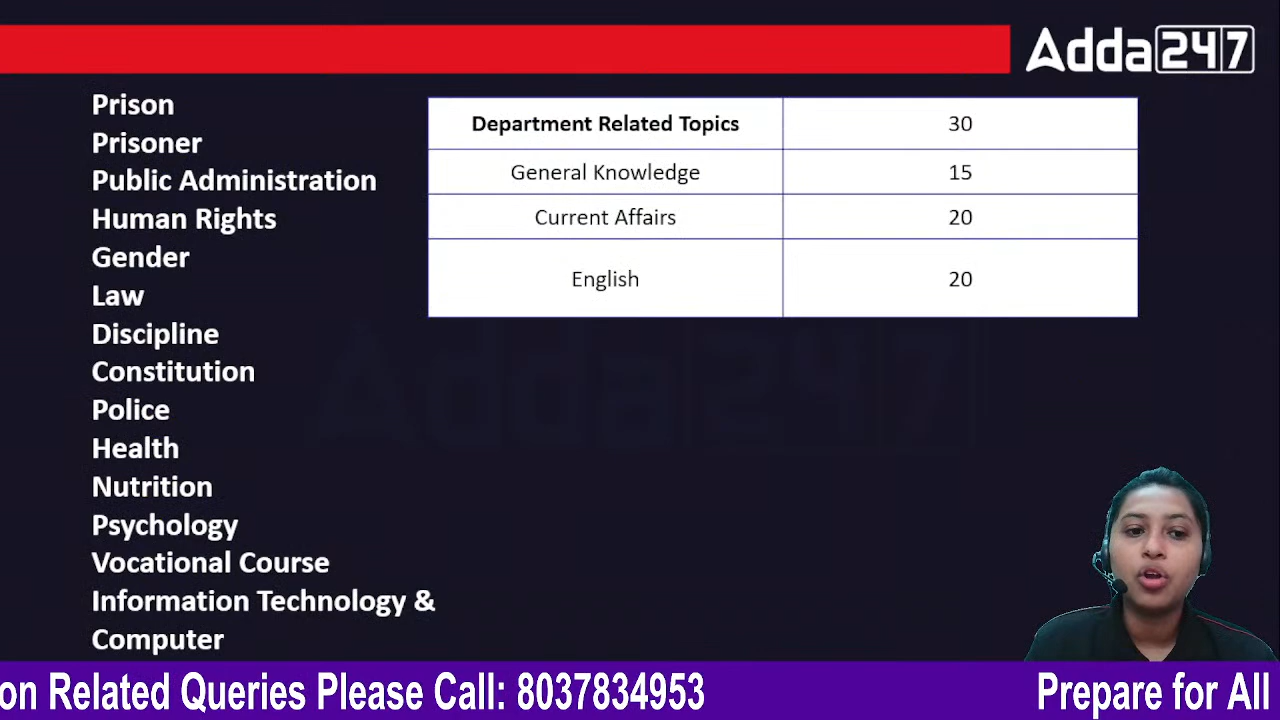 Adda247
Prison
Prisoner
Public Administration
Human Rights
Gender
Law
Discipline
Constitution
Police
Health
Nutrition
Psychology
Vocational Course
Information Technology &
Computer
Department Related Topics 30
General Knowledge 15
Current Affairs 20
English 20
Adda247
on Related Queries Please Call: 8037834953 Prepare for All